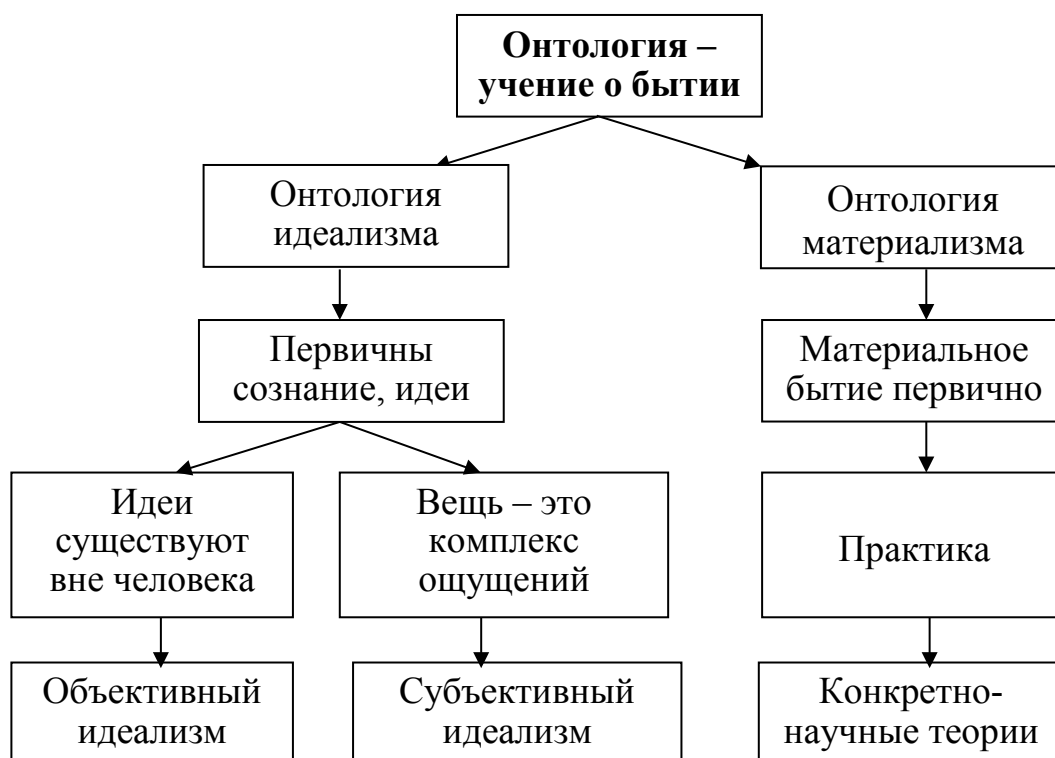 Онтология –
учение о бытии
Онтология
идеализма
Онтология
материализма
Первичны
сознание, идеи
Материальное
бытие первично
Идеи
существуют
вне человека
Вещь – это
комплекс
ощущений
Практика
Объективный
идеализм
Субъективный
идеализм
Конкретно-
научные теории